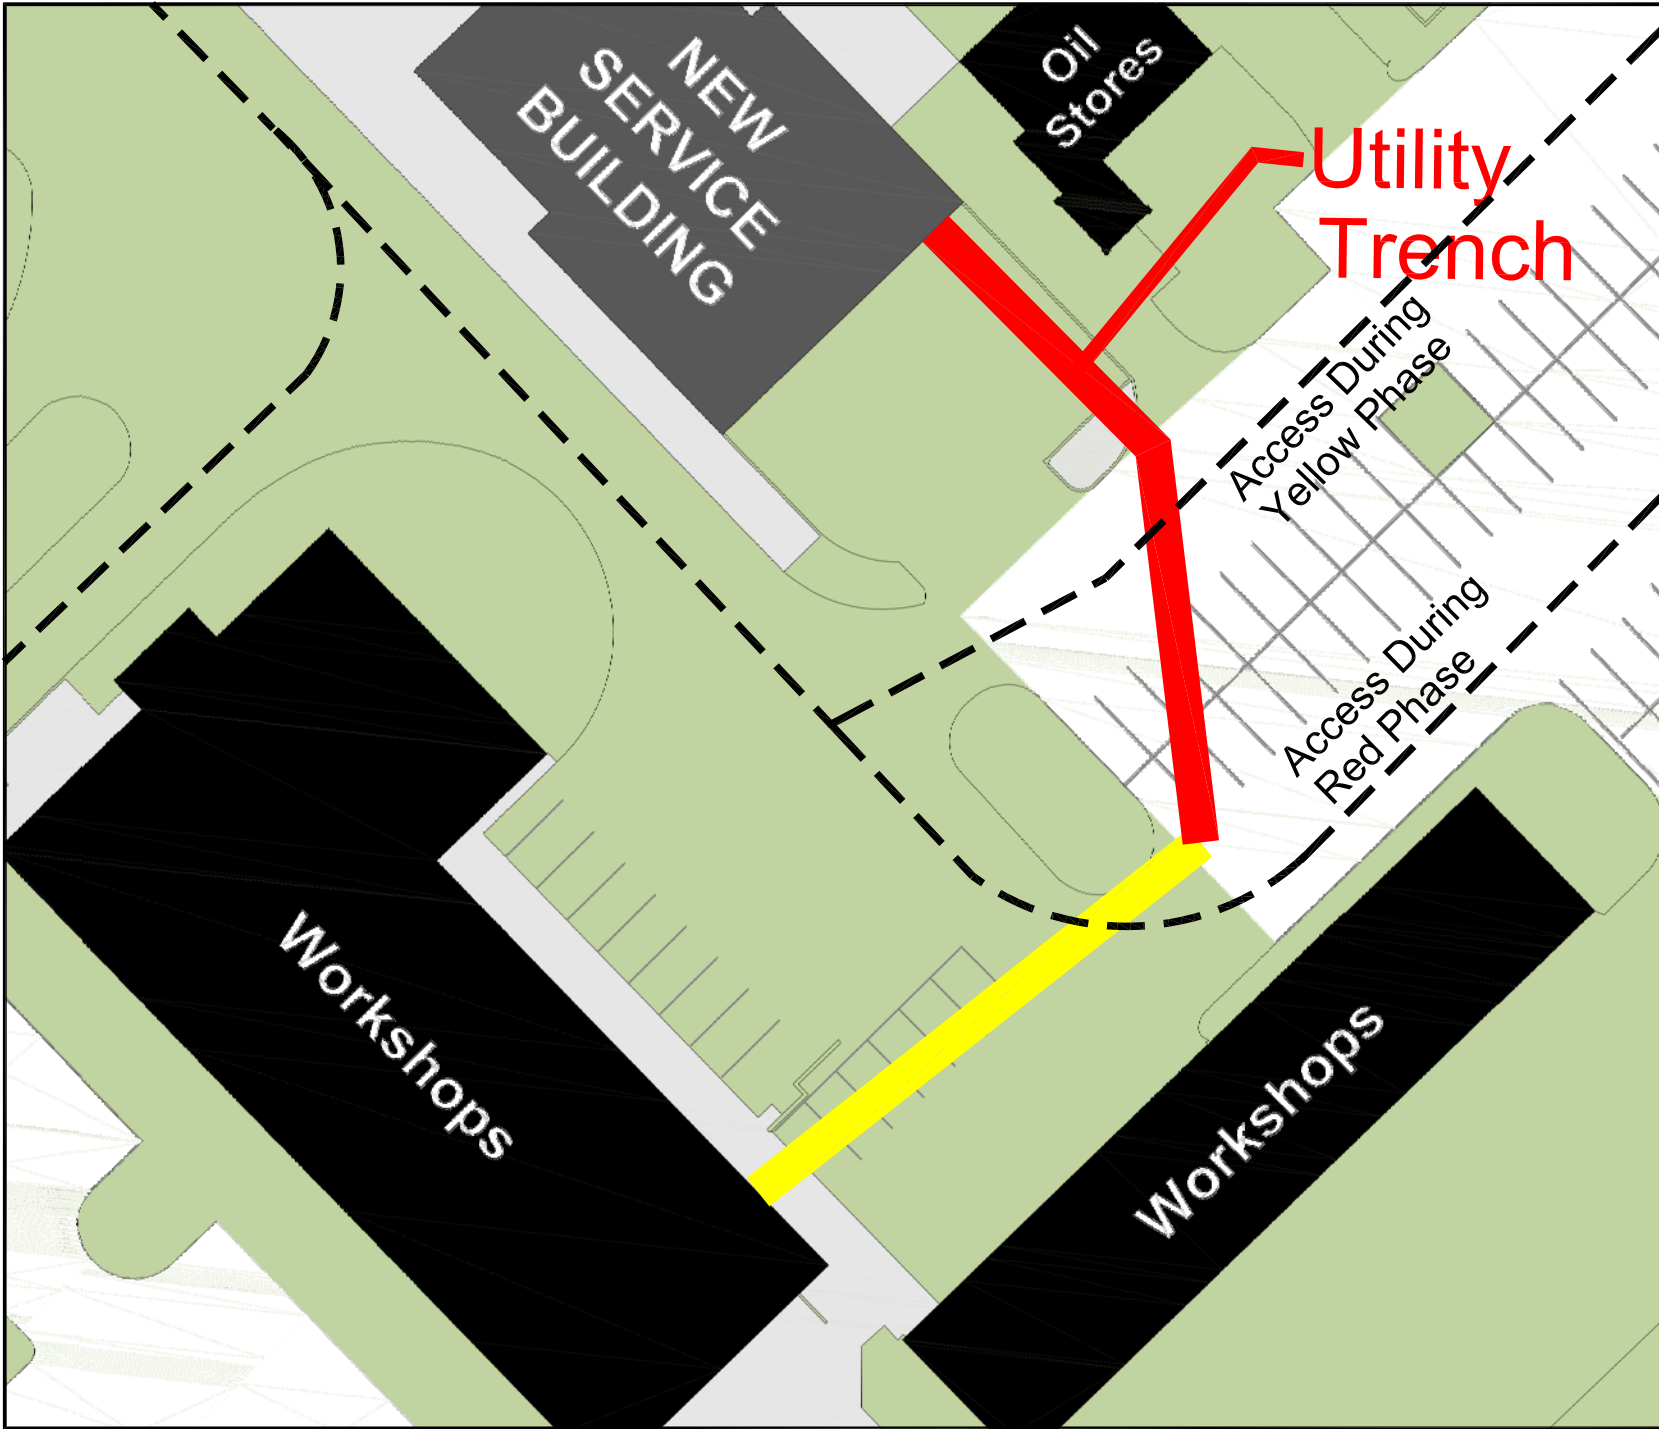 NEW
SERVICE
BUILDING
Oil
Stores
Utility
Trench
Access During
Yellow Phase
Access During
Red Phase
Workshops
Workshops